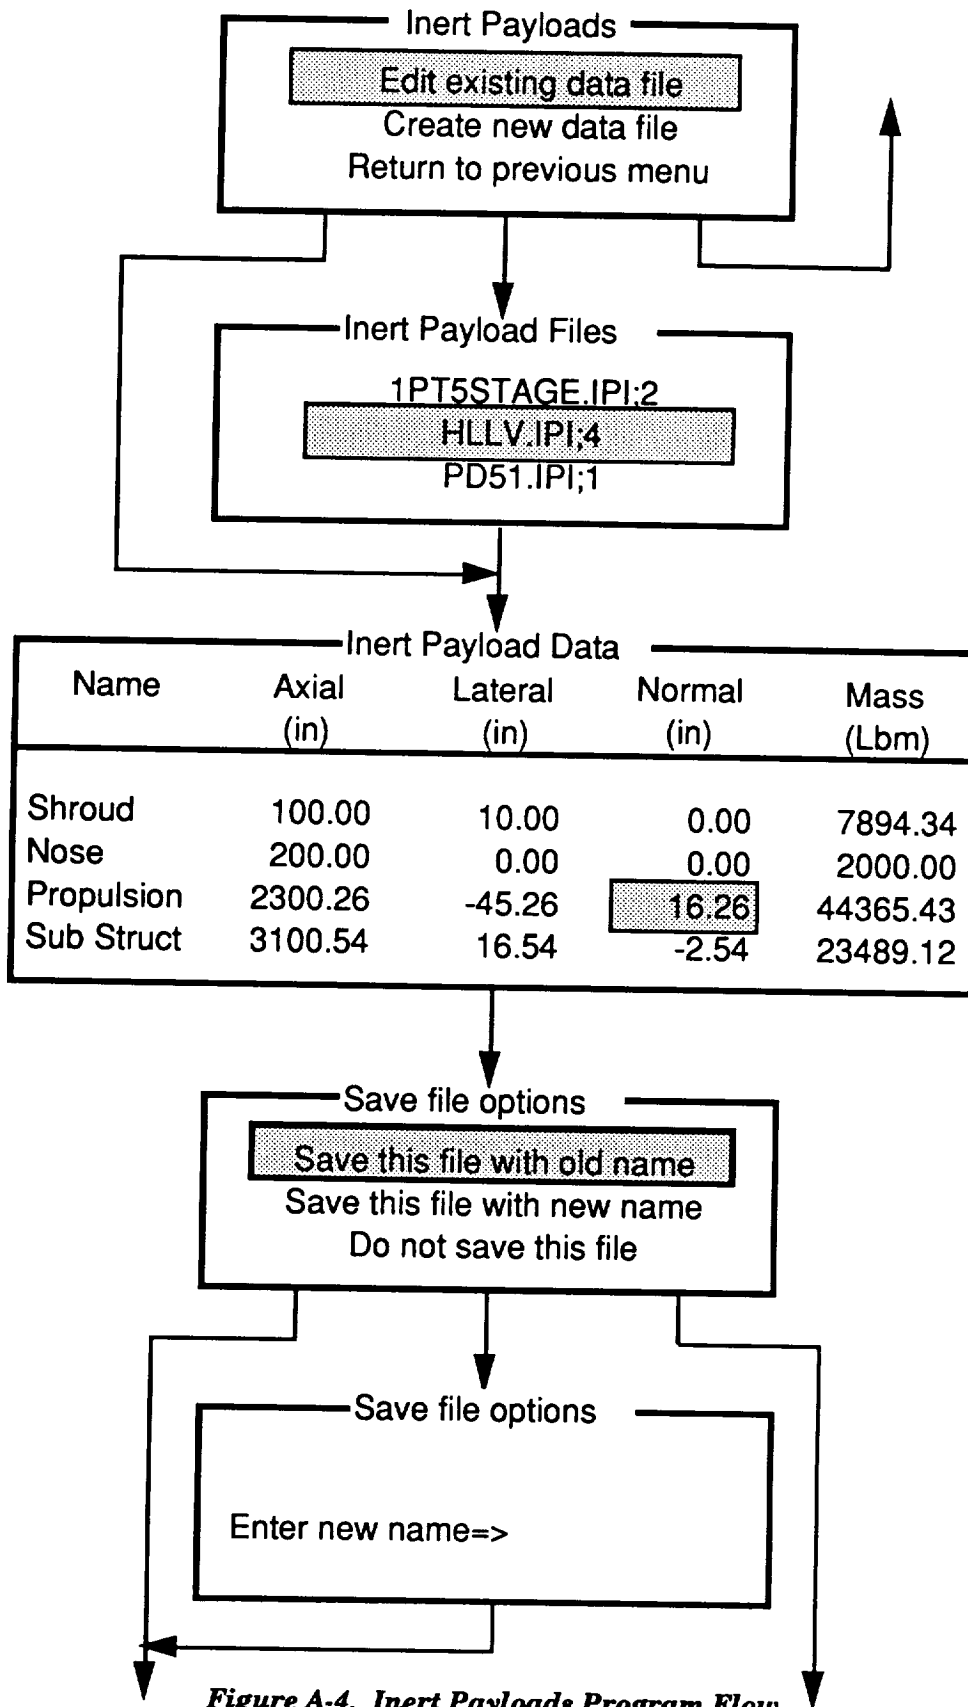 Inert Payloads
Edit existing data file
Create new data file
Return to previous menu
Inert Payload Files
1PT5STAGE.IPI;2
HLLV.IPI;4
PD51.IPI;1
Inert Payload Data
Name Axial Lateral Normal Mass
(in) (in) (in) (Lbm)
Shroud 100.00 10.00 0.00 7894.34
Nose 200.00 0.00 0.00 2000.00
Propulsion 2300.26 -45.26 16.26 44365.43
Sub Struct 3100.54 16.54 -2.54 23489.12
Save file options
Save this file with old name
Save this file with new name
Do not save this file
Save file options
Enter new name=>
Figure A-4. Inert Payloads Program Flow